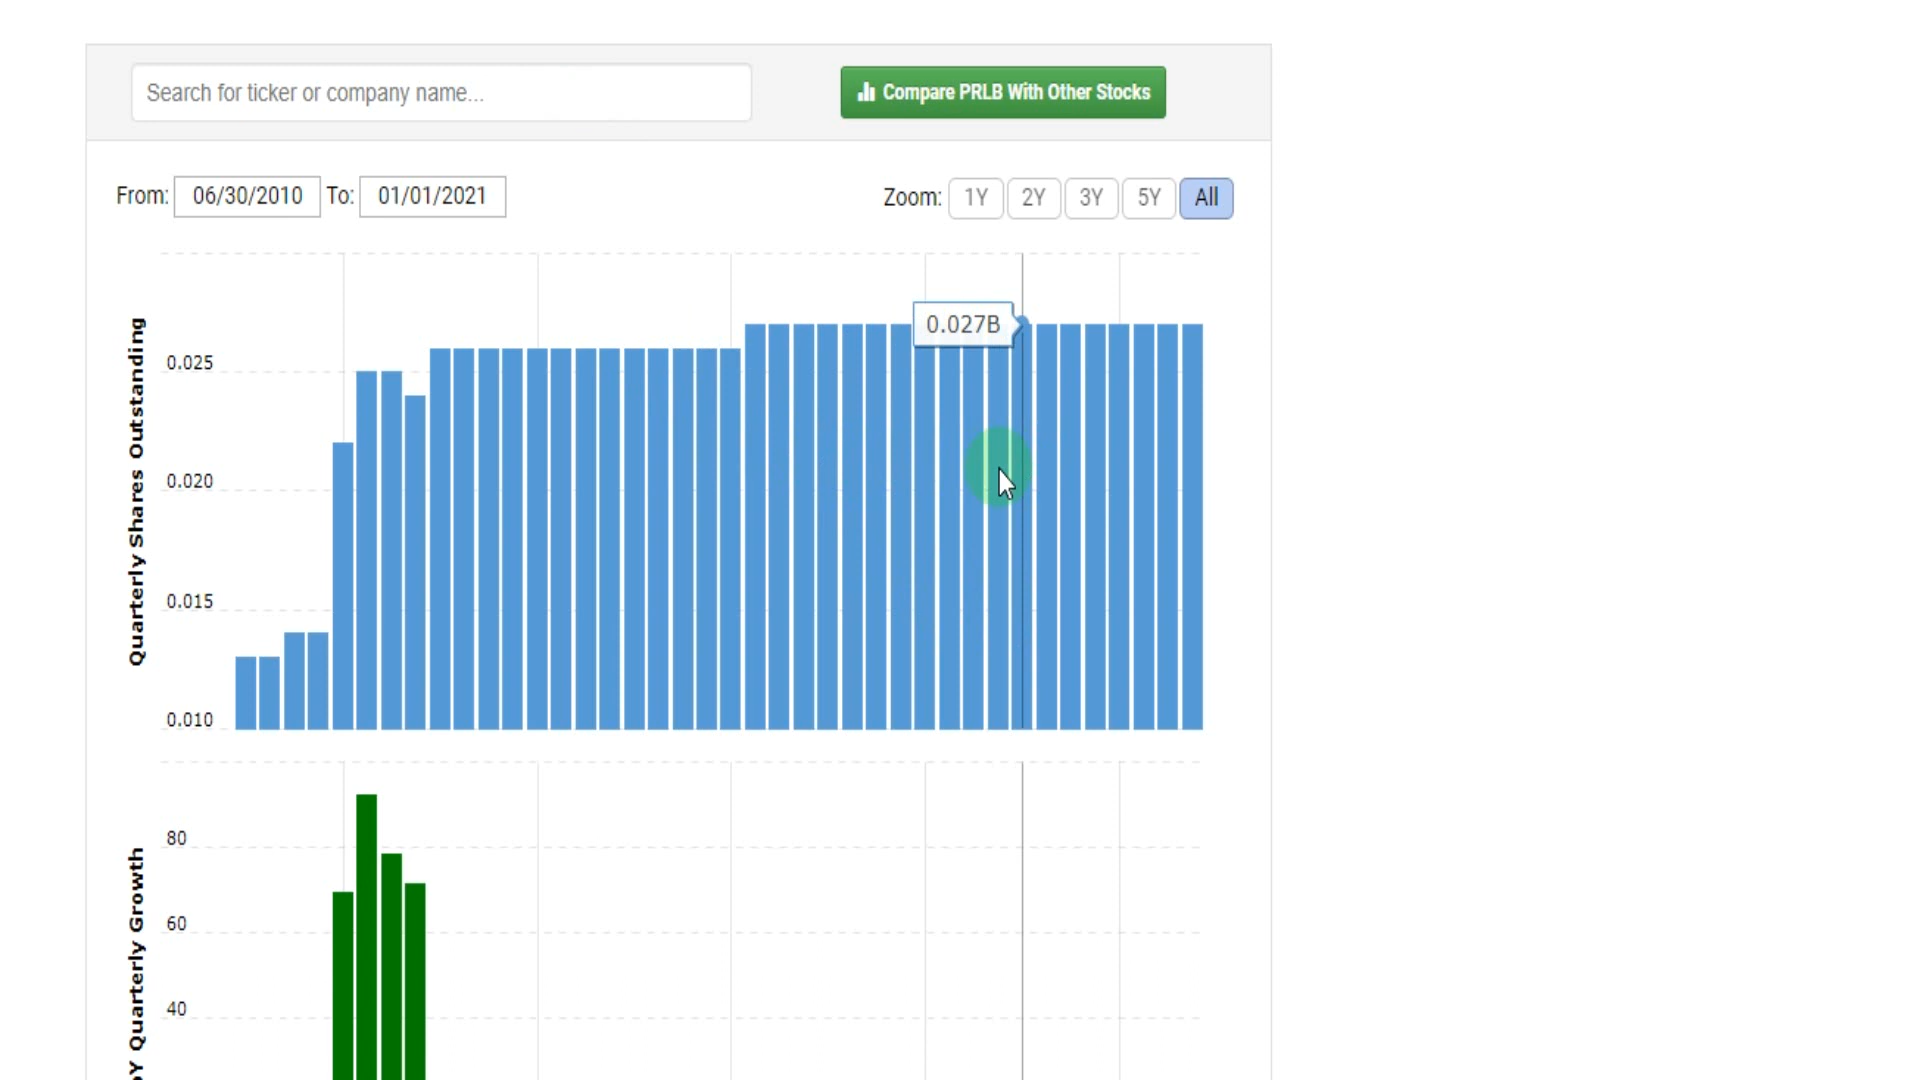 Search for ticker or company name...
Compare PRLB With Other Stocks
From: 06/30/2010 To: 01/01/2021
Zoom: 1Y 2Y 3Y 5Y All
Quarterly Shares Outstanding
0.027B
0.025
0.020
0.015
0.010
Quarterly Growth
80
60
40